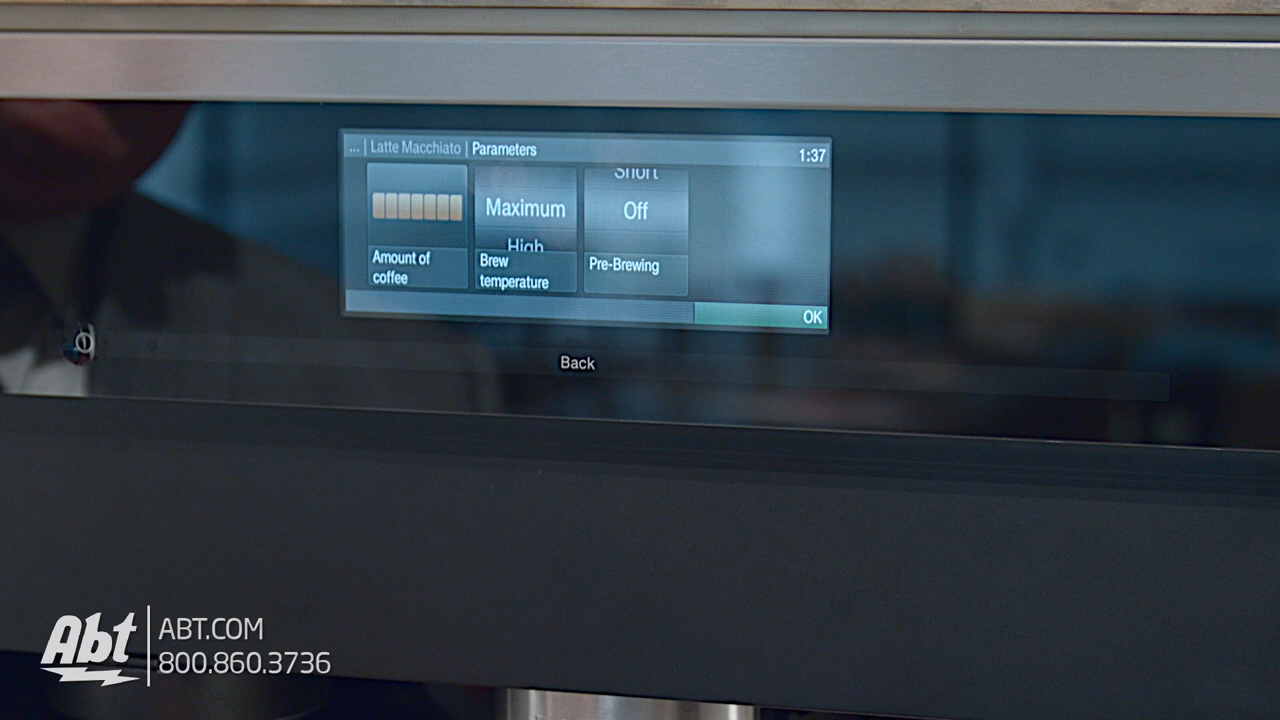 ... | Latte Macchiato | Parameters
1:37
Maximum
High
Short
Off
Amount of
coffee
Brew
temperature
Pre-Brewing
OK
Back
Abt
ABT.COM
800.860.3736